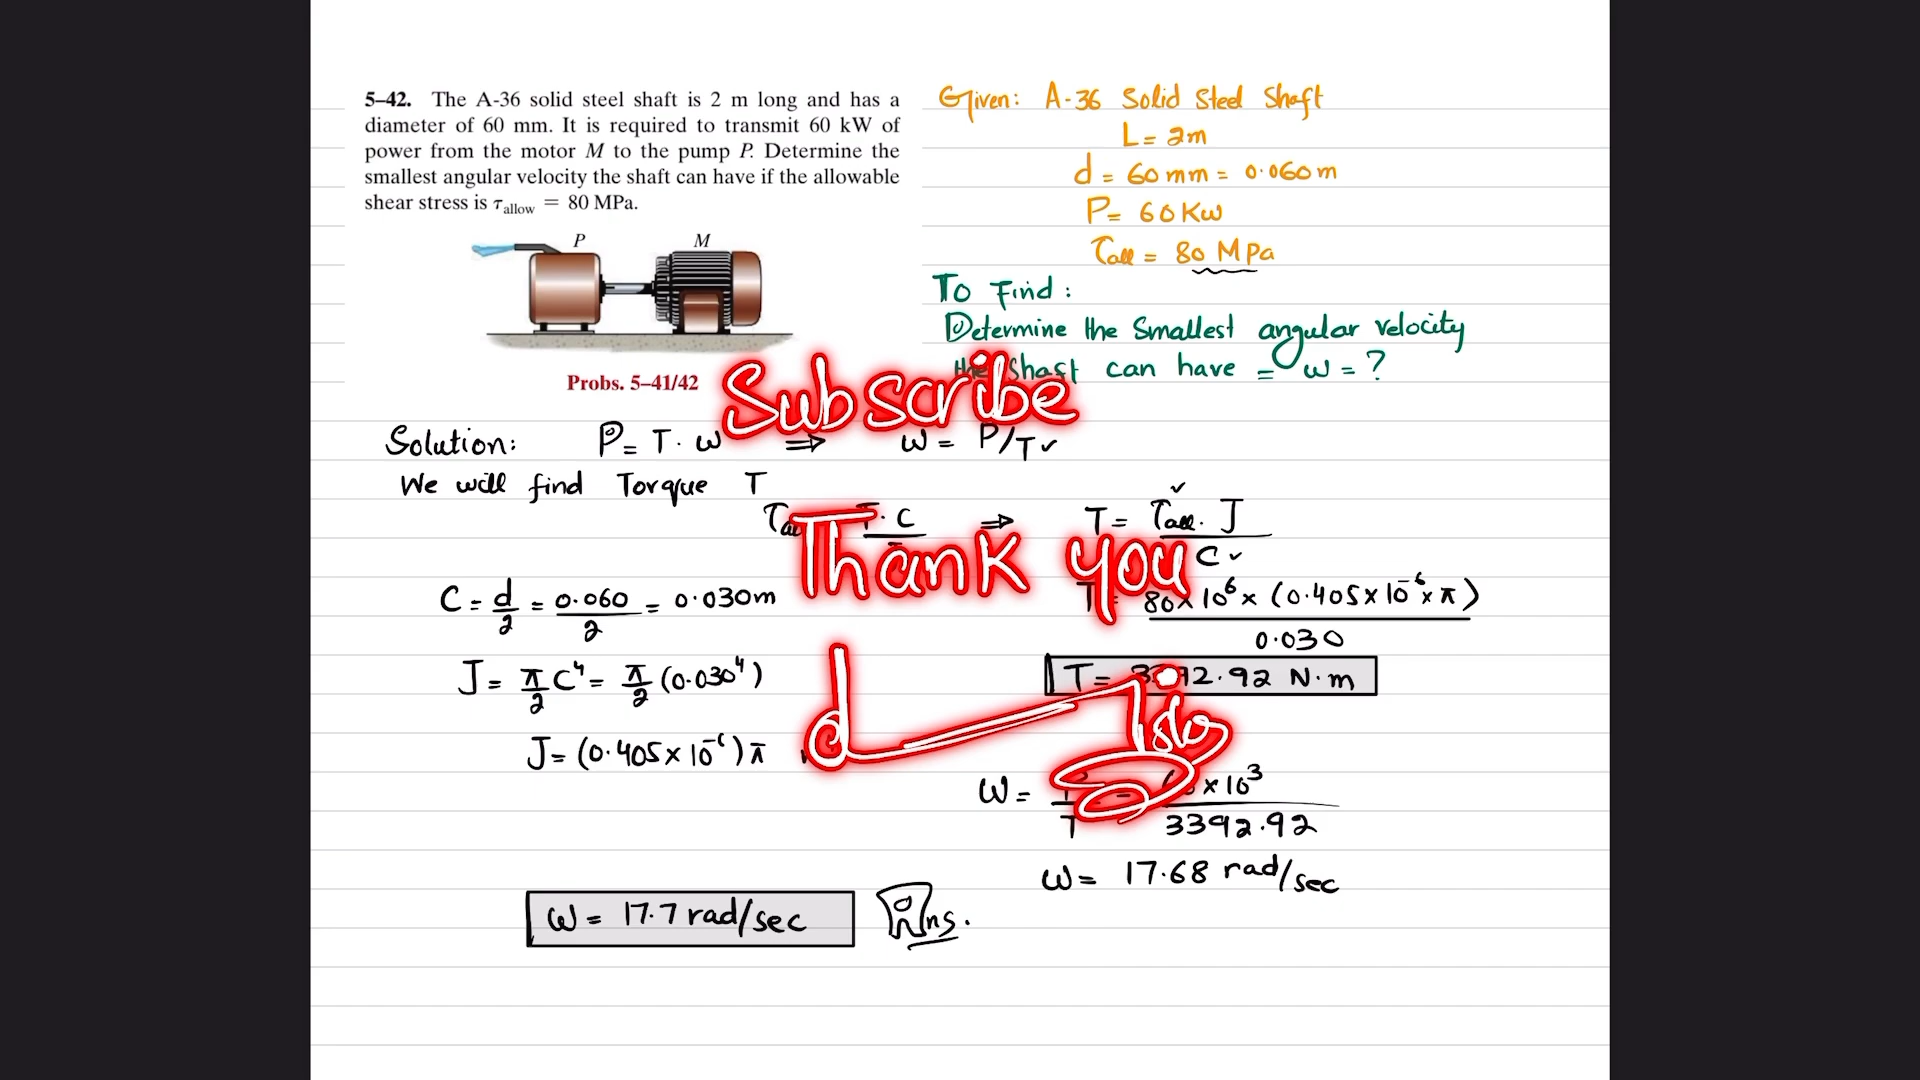 5–42. The A-36 solid steel shaft is 2 m long and has a
diameter of 60 mm. It is required to transmit 60 kW of
power from the motor M to the pump P. Determine the
smallest angular velocity the shaft can have if the allowable
shear stress is τallow = 80 MPa.
P
M
Probs. 5–41/42
Given: A-36 Solid Steel Shaft
L = 2m
d = 60 mm = 0.060 m
P = 60 Kw
τall = 80 MPa
To Find:
Determine the Smallest angular velocity
the Shaft can have = ω = ?
Subscribe
Solution: P = T · ω ⇒ ω = P/T ✓
We will find Torque T
T · C ⇒ T = τall · J / C ✓
Thank you
C = d/2 = 0.060/2 = 0.030 m
T = 80 × 10⁶ × (0.405 × 10⁻⁶ × π) / 0.030
J = π/2 C⁴ = π/2 (0.030⁴)
T = 3392.92 N·m
J = (0.405 × 10⁻⁶) π
ω = P/T = 60 × 10³ / 3392.92
ω = 17.68 rad/sec
ω = 17.7 rad/sec Ans.